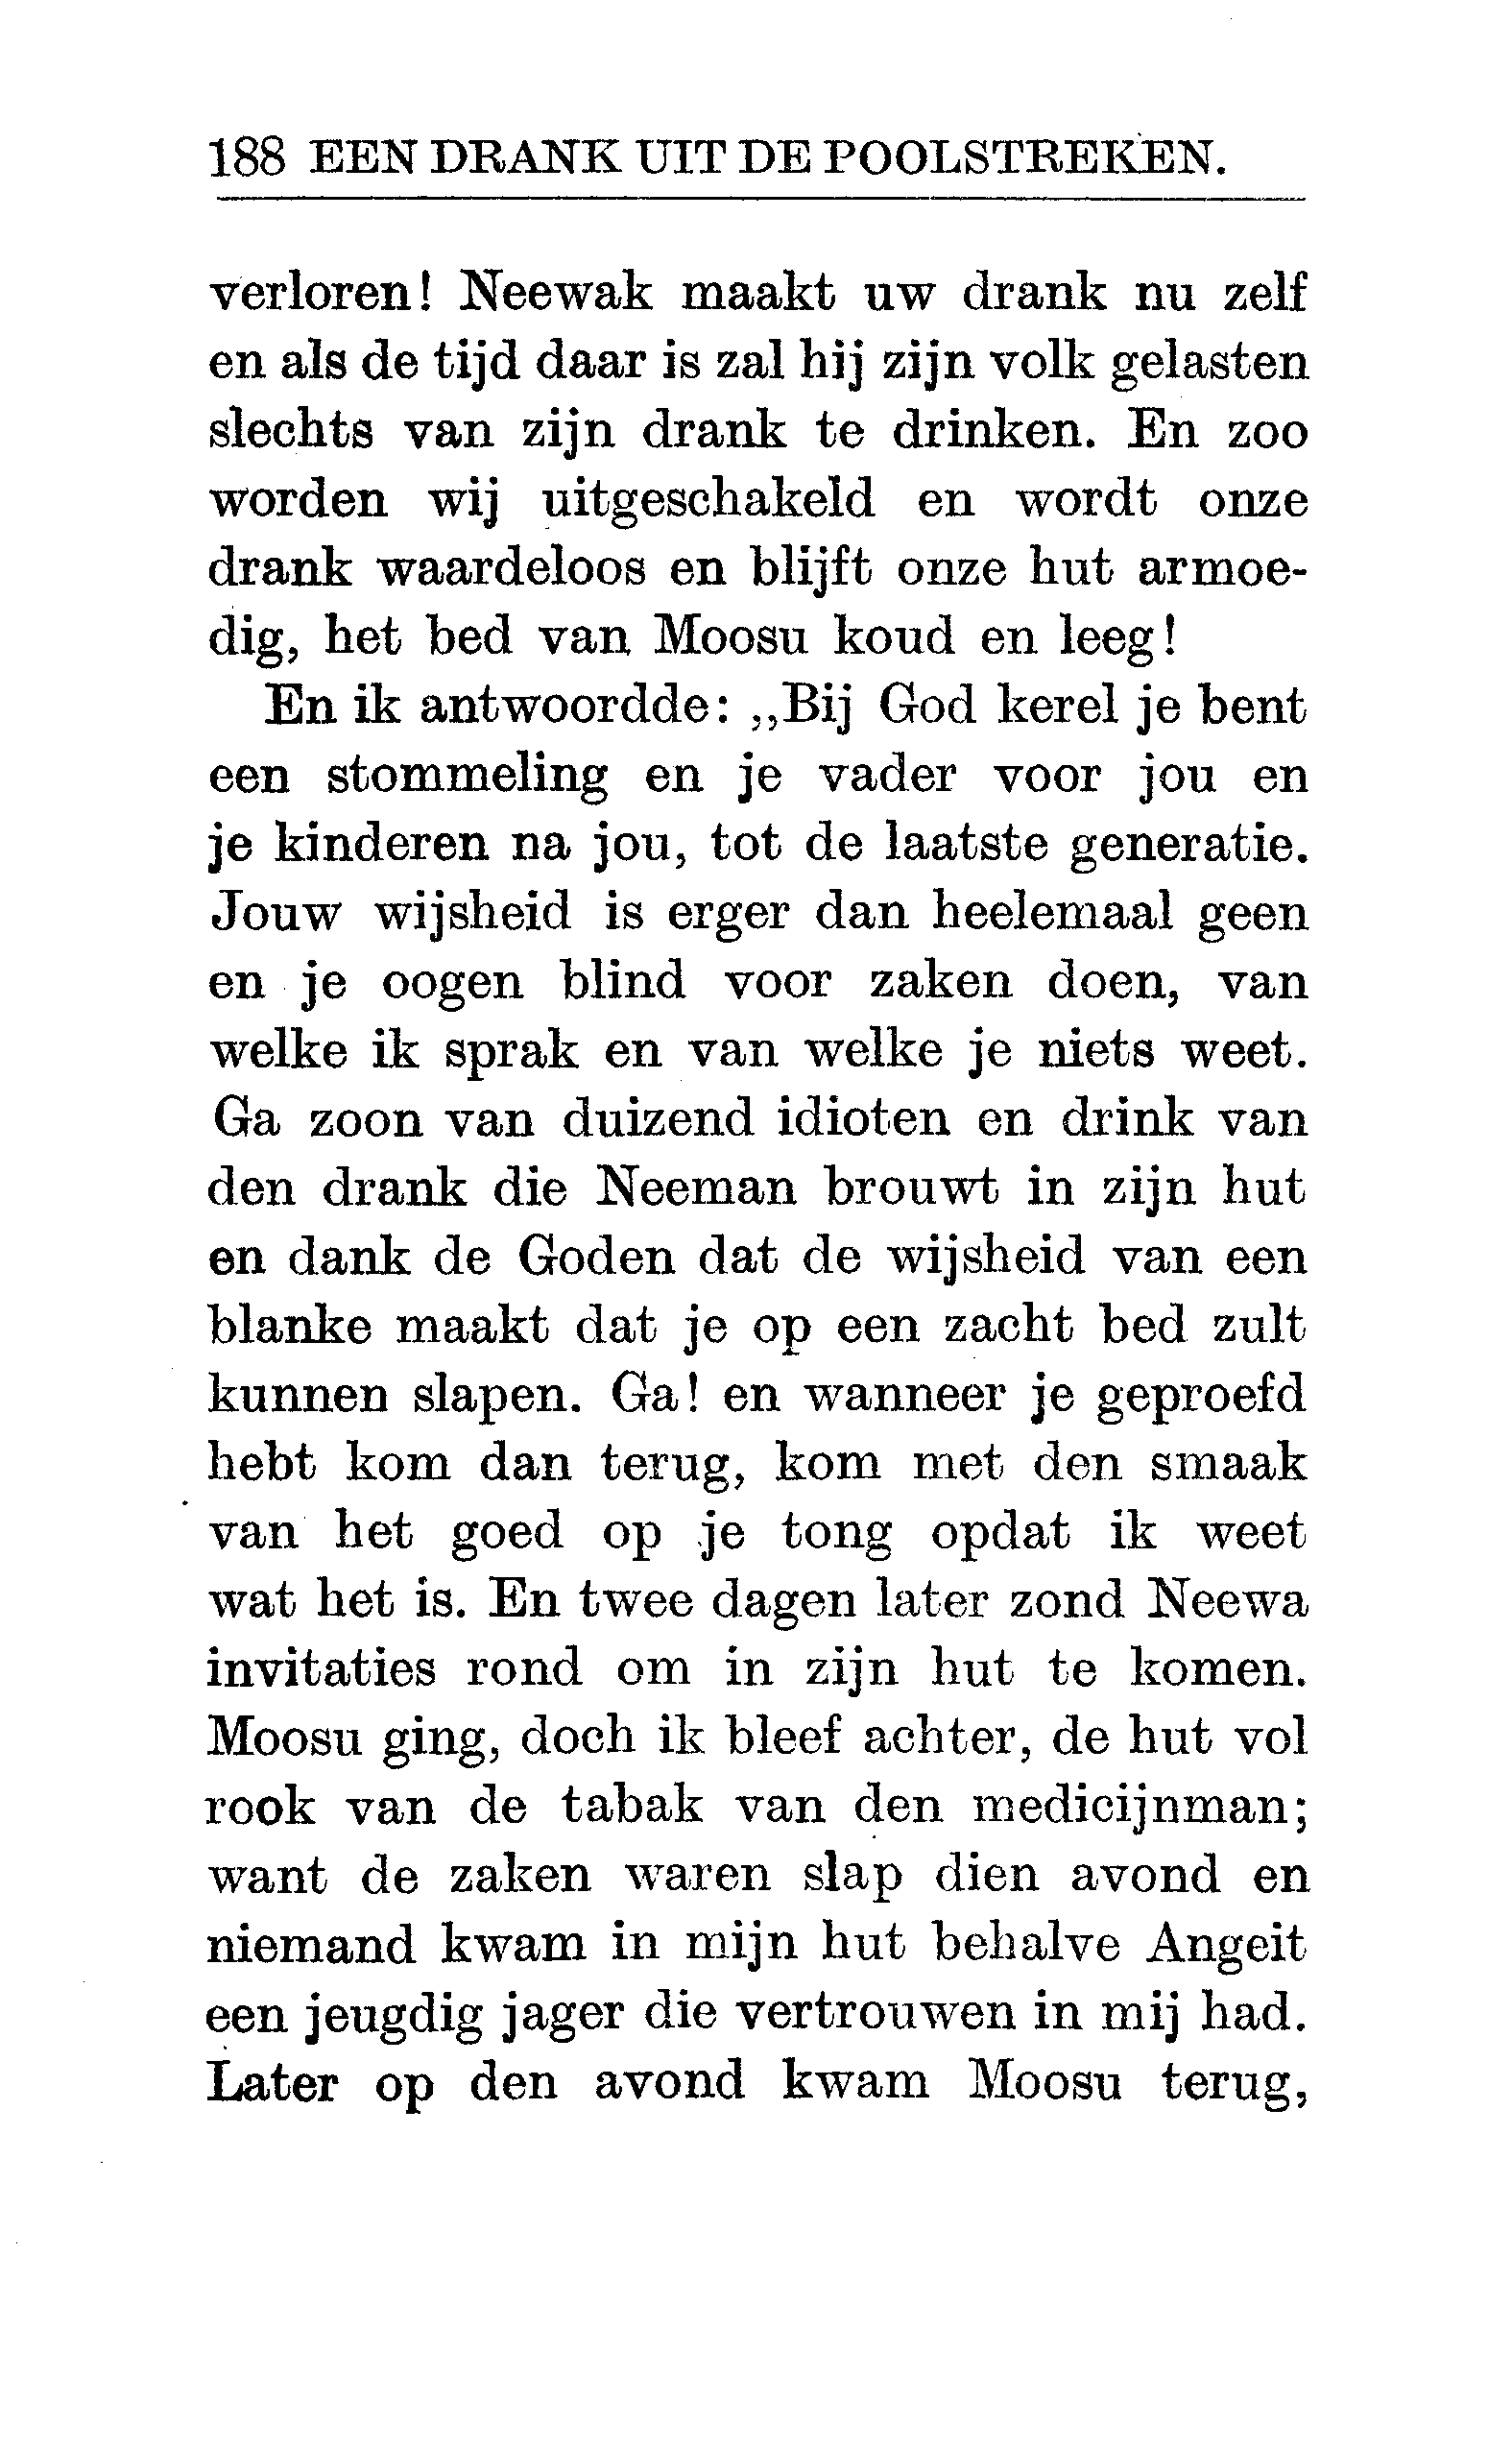 188 EEN DRANK UIT DE POOLSTREKEN.
verloren! Neewak maakt uw drank nu zelf
en als de tijd daar is zal hij zijn volk gelasten
slechts van zijn drank te drinken. En zoo
worden wij uitgeschakeld en wordt onze
drank waardeloos en blijft onze hut armoe-
dig, het bed van Moosu koud en leeg!
En ik antwoordde: „Bij God kerel je bent
een stommeling en je vader voor jou en
je kinderen na jou, tot de laatste generatie.
Jouw wijsheid is erger dan heelemaal geen
en je oogen blind voor zaken doen, van
welke ik sprak en van welke je niets weet.
Ga zoon van duizend idioten en drink van
den drank die Neeman brouwt in zijn hut
en dank de Goden dat de wijsheid van een
blanke maakt dat je op een zacht bed zult
kunnen slapen. Ga! en wanneer je geproefd
hebt kom dan terug, kom met den smaak
van het goed op je tong opdat ik weet
wat het is. En twee dagen later zond Neewa
invitaties rond om in zijn hut te komen.
Moosu ging, doch ik bleef achter, de hut vol
rook van de tabak van den medicijnman;
want de zaken waren slap dien avond en
niemand kwam in mijn hut behalve Angeit
een jeugdig jager die vertrouwen in mij had.
Later op den avond kwam Moosu terug,